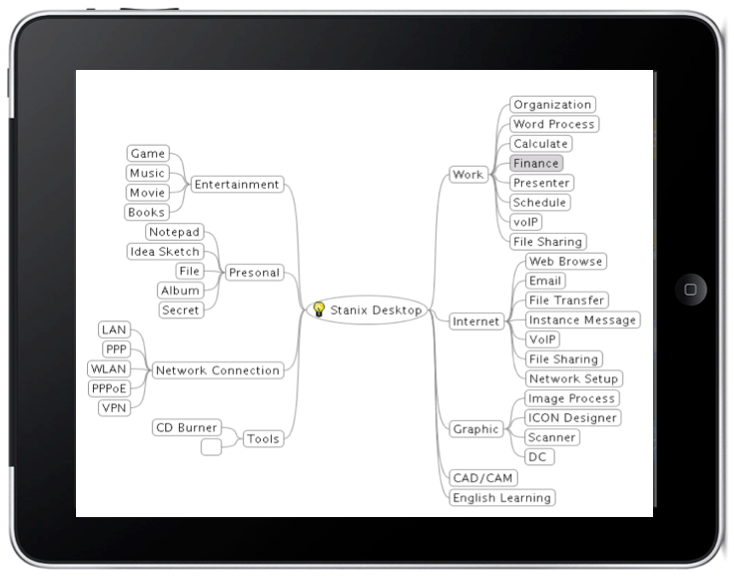 Stanix Desktop
Entertainment
Game
Music
Movie
Books
Presonal
Notepad
Idea Sketch
File
Album
Secret
Network Connection
LAN
PPP
WLAN
PPPoE
VPN
Tools
CD Burner
Work
Organization
Word Process
Calculate
Finance
Presenter
Schedule
voIP
File Sharing
Internet
Web Browse
Email
File Transfer
Instance Message
VoIP
File Sharing
Network Setup
Graphic
Image Process
ICON Designer
Scanner
DC
CAD/CAM
English Learning